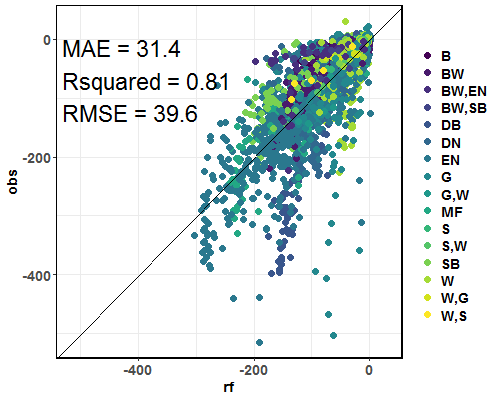 MAE = 31.4
Rsquared = 0.81
RMSE = 39.6
0
-200
-400
obs
-400
-200
0
rf
B
BW
BW,EN
BW,SB
DB
DN
EN
G
G,W
MF
S
S,W
SB
W
W,G
W,S